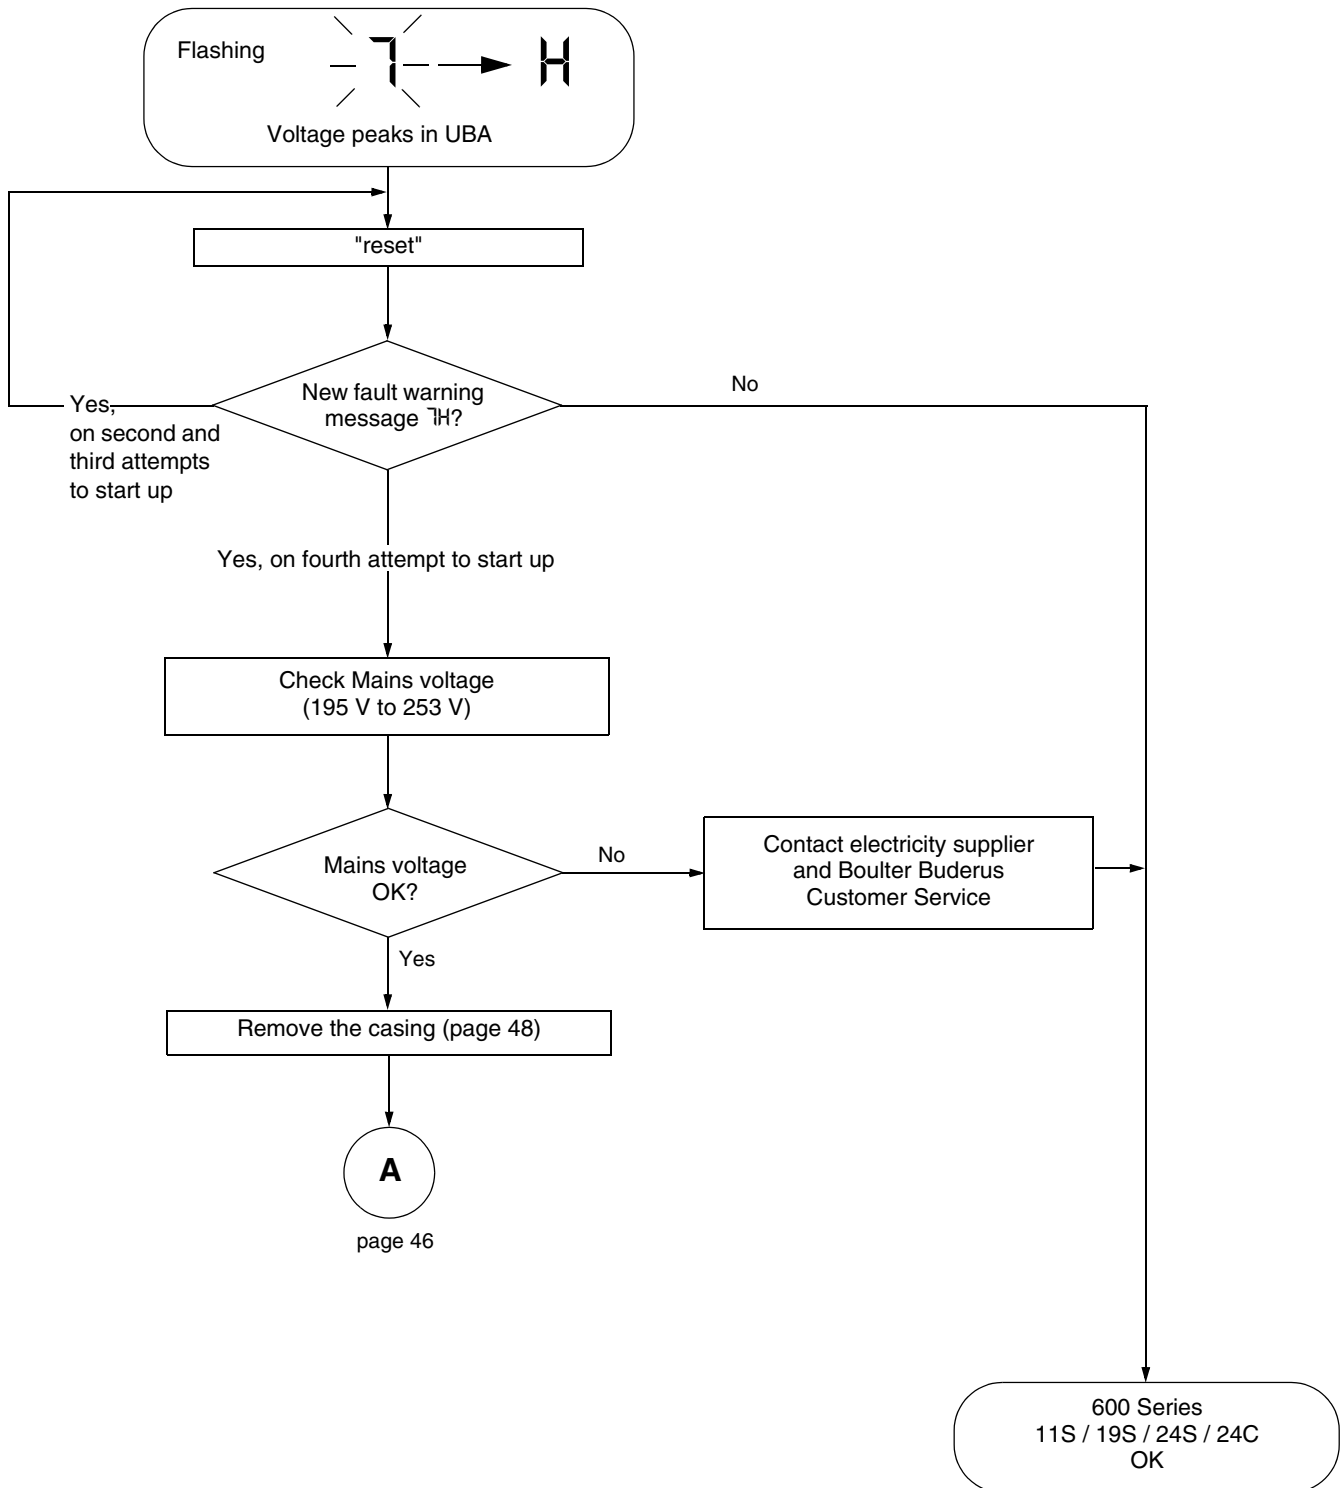 Flashing
7
H
Voltage peaks in UBA
"reset"
New fault warning
message 7H?
No
Yes,
on second and
third attempts
to start up
Yes, on fourth attempt to start up
Check Mains voltage
(195 V to 253 V)
Mains voltage
OK?
No
Contact electricity supplier
and Boulter Buderus
Customer Service
Yes
Remove the casing (page 48)
A
page 46
600 Series
11S / 19S / 24S / 24C
OK